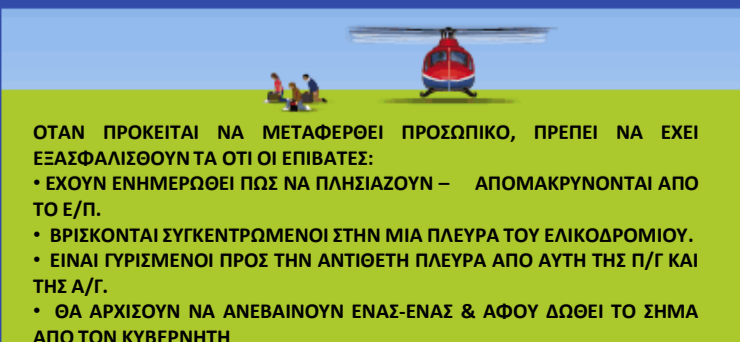 ΟΤΑΝ ΠΡΟΚΕΙΤΑΙ ΝΑ ΜΕΤΑΦΕΡΘΕΙ ΠΡΟΣΩΠΙΚΟ, ΠΡΕΠΕΙ ΝΑ ΕΧΕΙ
ΕΞΑΣΦΑΛΙΣΘΟΥΝ ΤΑ ΟΤΙ ΟΙ ΕΠΙΒΑΤΕΣ:
• ΕΧΟΥΝ ΕΝΗΜΕΡΩΘΕΙ ΠΩΣ ΝΑ ΠΛΗΣΙΑΖΟΥΝ – ΑΠΟΜΑΚΡΥΝΟΝΤΑΙ ΑΠΟ
ΤΟ Ε/Π.
• ΒΡΙΣΚΟΝΤΑΙ ΣΥΓΚΕΝΤΡΩΜΕΝΟΙ ΣΤΗΝ ΜΙΑ ΠΛΕΥΡΑ ΤΟΥ ΕΛΙΚΟΔΡΟΜΙΟΥ.
• ΕΙΝΑΙ ΓΥΡΙΣΜΕΝΟΙ ΠΡΟΣ ΤΗΝ ΑΝΤΙΘΕΤΗ ΠΛΕΥΡΑ ΑΠΟ ΑΥΤΗ ΤΗΣ Π/Γ ΚΑΙ
ΤΗΣ Α/Γ.
• ΘΑ ΑΡΧΙΣΟΥΝ ΝΑ ΑΝΕΒΑΙΝΟΥΝ ΕΝΑΣ-ΕΝΑΣ & ΑΦΟΥ ΔΩΘΕΙ ΤΟ ΣΗΜΑ
ΑΠΟ ΤΟΝ ΚΥΒΕΡΝΗΤΗ